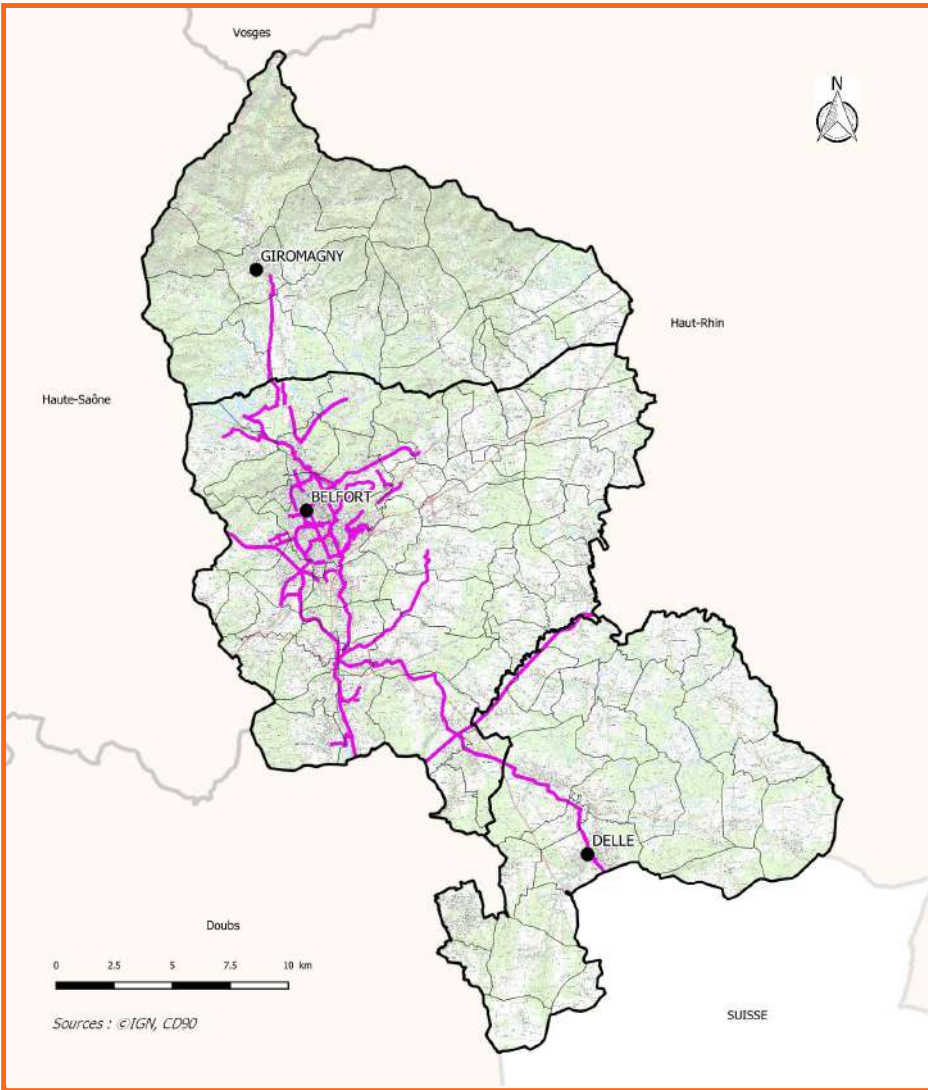 Vosges
N
GIROMAGNY
Haut-Rhin
Haute-Saône
BELFORT
DELLE
Doubs
0 2.5 5 7.5 10 km
SUISSE
Sources : ©IGN, CD90